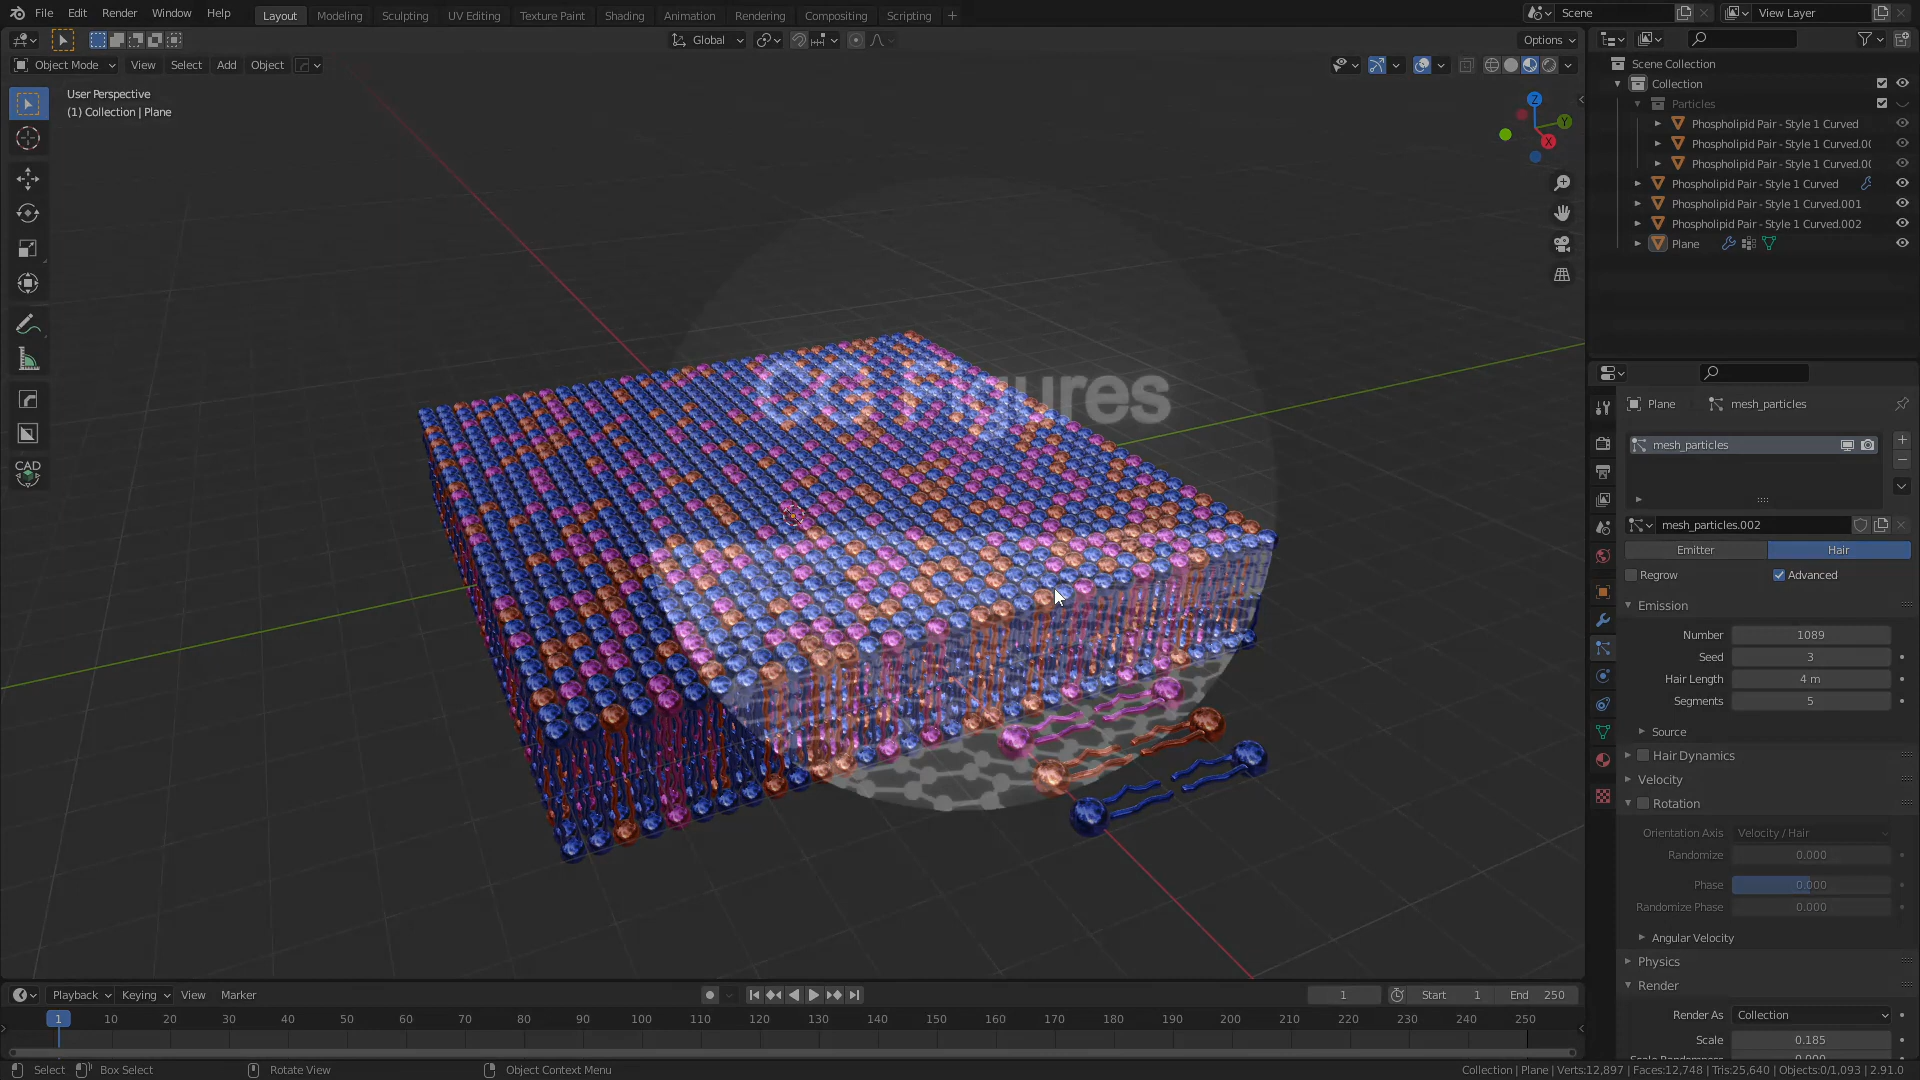 File Edit Render Window Help Layout Modeling Sculpting UV Editing Texture Paint Shading Animation Rendering Compositing Scripting + Scene View Layer
Global Options
Object Mode View Select Add Object
User Perspective
(1) Collection | Plane
Z
Y
X
CAD
Scene Collection
Collection
Particles
Phospholipid Pair - Style 1 Curved
Phospholipid Pair - Style 1 Curved.00
Phospholipid Pair - Style 1 Curved.00
Phospholipid Pair - Style 1 Curved
Phospholipid Pair - Style 1 Curved.001
Phospholipid Pair - Style 1 Curved.002
Plane
Plane mesh_particles
mesh_particles
mesh_particles.002
Emitter Hair
Regrow Advanced
Emission
Number 1089
Seed 3
Hair Length 4 m
Segments 5
Source
Hair Dynamics
Velocity
Rotation
Orientation Axis Velocity / Hair
Randomize 0.000
Phase 0.000
Randomize Phase 0.000
Angular Velocity
Physics
Render
Render As Collection
Scale 0.185
Scale Randomness 0.000
Playback Keying View Marker 1 Start 1 End 250
1 10 20 30 40 50 60 70 80 90 100 110 120 130 140 150 160 170 180 190 200 210 220 230 240 250
Select Box Select Rotate View Object Context Menu Collection | Plane | Verts:12,897 | Faces:12,748 | Tris:25,640 | Objects:0/1,093 | 2.91.0